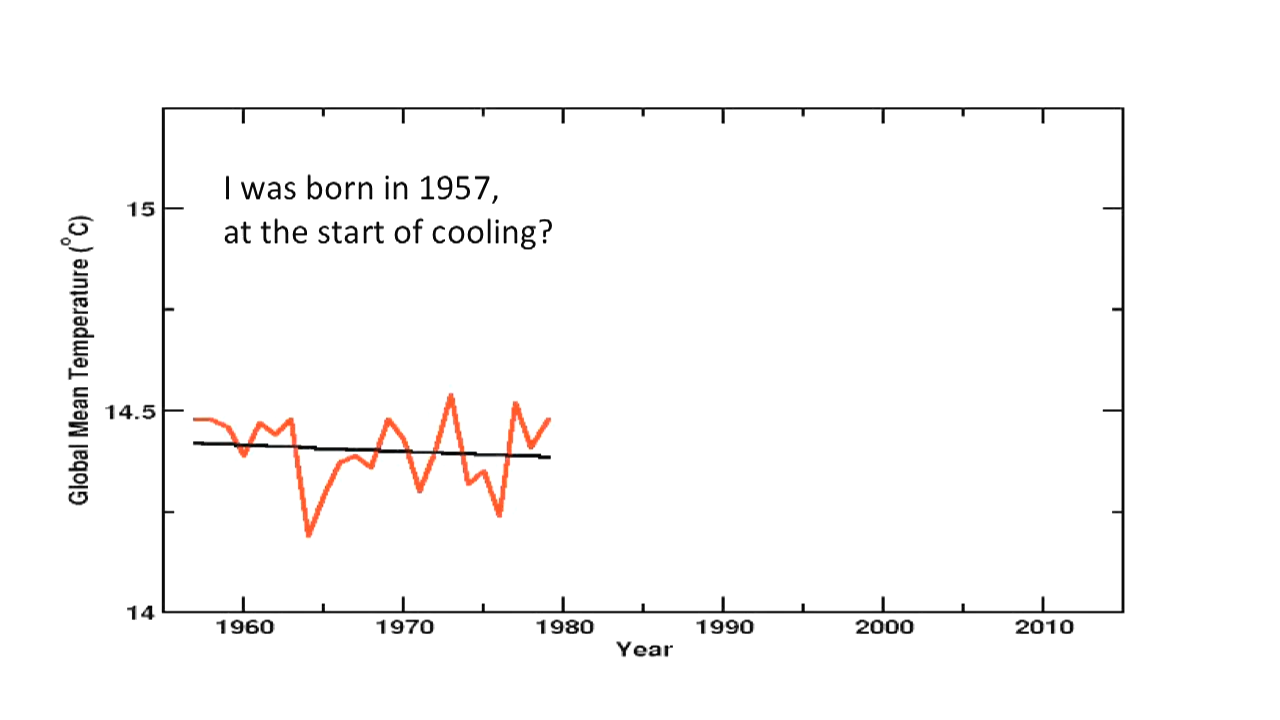 I was born in 1957,
at the start of cooling?
15
14.5
14
Global Mean Temperature (°C)
1960 1970 1980 1990 2000 2010
Year